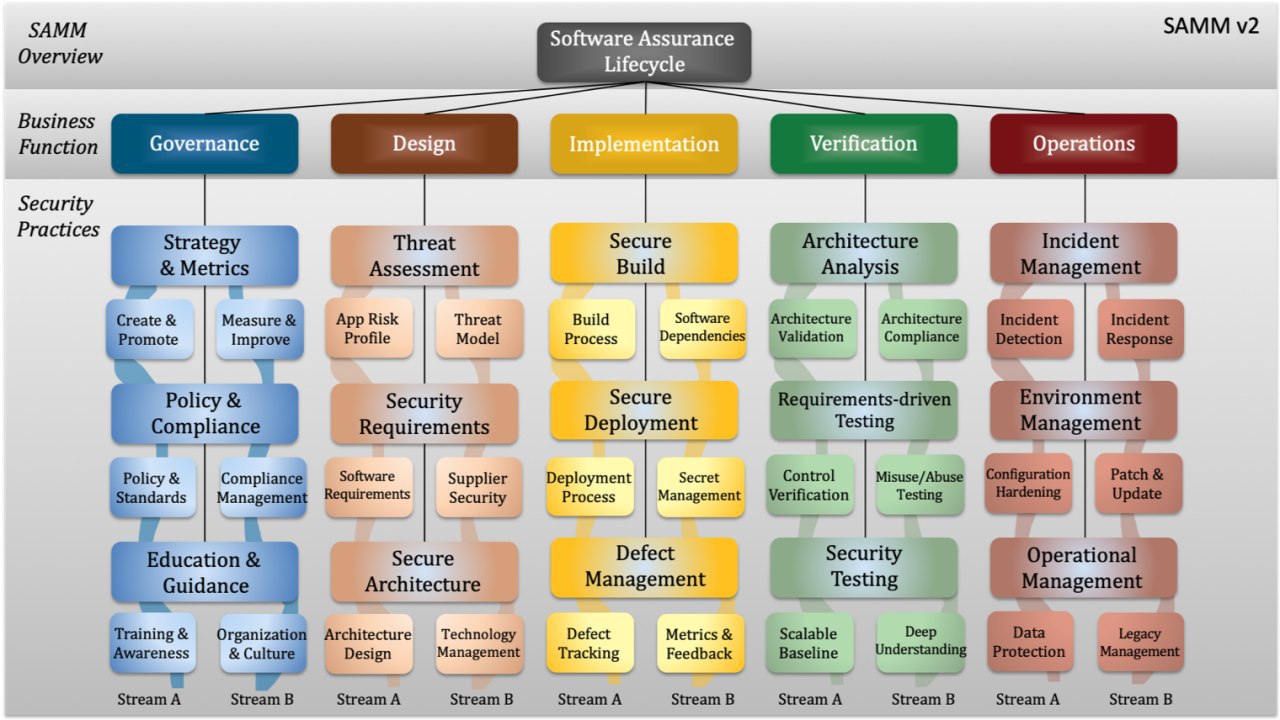 SAMM
Overview
Software Assurance
Lifecycle
SAMM v2
Business
Function
Governance
Design
Implementation
Verification
Operations
Security
Practices
Strategy
& Metrics
Threat
Assessment
Secure
Build
Architecture
Analysis
Incident
Management
Create &
Promote
Measure &
Improve
App Risk
Profile
Threat
Model
Build
Process
Software
Dependencies
Architecture
Validation
Architecture
Compliance
Incident
Detection
Incident
Response
Policy &
Compliance
Security
Requirements
Secure
Deployment
Requirements-driven
Testing
Environment
Management
Policy &
Standards
Compliance
Management
Software
Requirements
Supplier
Security
Deployment
Process
Secret
Management
Control
Verification
Misuse/Abuse
Testing
Configuration
Hardening
Patch &
Update
Education &
Guidance
Secure
Architecture
Defect
Management
Security
Testing
Operational
Management
Training &
Awareness
Organization
& Culture
Architecture
Design
Technology
Management
Defect
Tracking
Metrics &
Feedback
Scalable
Baseline
Deep
Understanding
Data
Protection
Legacy
Management
Stream A
Stream B
Stream A
Stream B
Stream A
Stream B
Stream A
Stream B
Stream A
Stream B